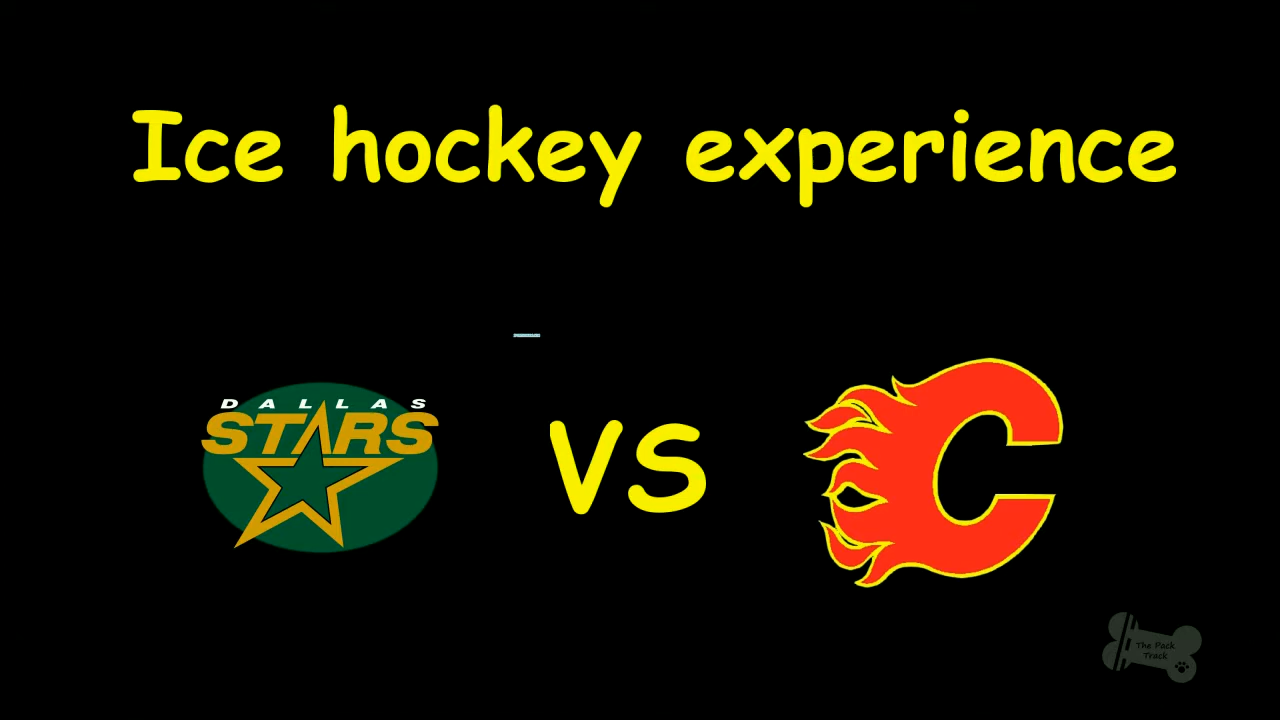 Ice hockey experience
DALLAS
STARS
VS
C
The Pack
Track